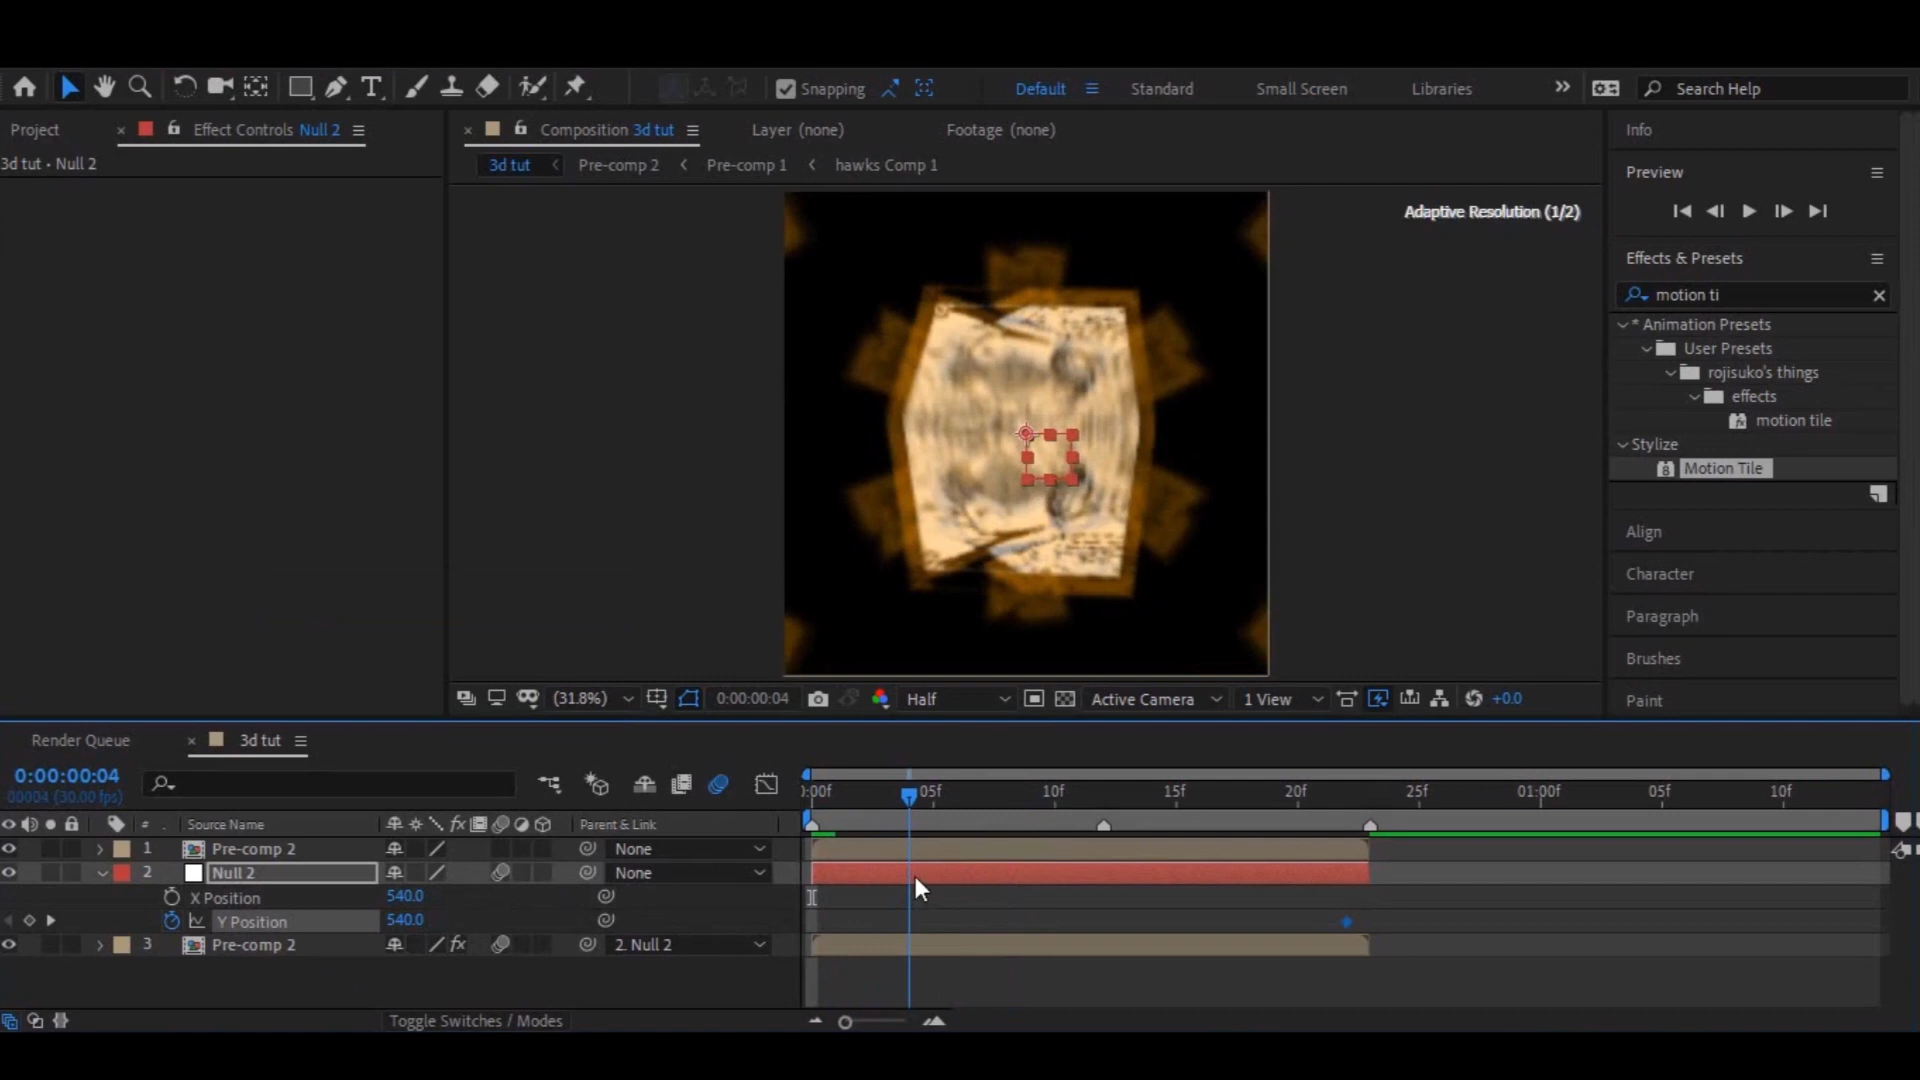 Snapping
Default
Standard
Small Screen
Libraries
Search Help
Project
Effect Controls Null 2
Composition 3d tut
Layer (none)
Footage (none)
Info
3d tut • Null 2
3d tut
Pre-comp 2
Pre-comp 1
hawks Comp 1
Preview
Adaptive Resolution (1/2)
Effects & Presets
motion ti
* Animation Presets
User Presets
rojisuko's things
effects
motion tile
Stylize
Motion Tile
Align
Character
Paragraph
Brushes
Paint
(31.8%)
0:00:00:04
Half
Active Camera
1 View
+0.0
Render Queue
3d tut
0:00:00:04
00004 (30.00 fps)
0:00f
05f
10f
15f
20f
25f
01:00f
05f
10f
#
Source Name
Parent & Link
1
Pre-comp 2
None
2
Null 2
None
X Position
540.0
Y Position
540.0
3
Pre-comp 2
2. Null 2
Toggle Switches / Modes